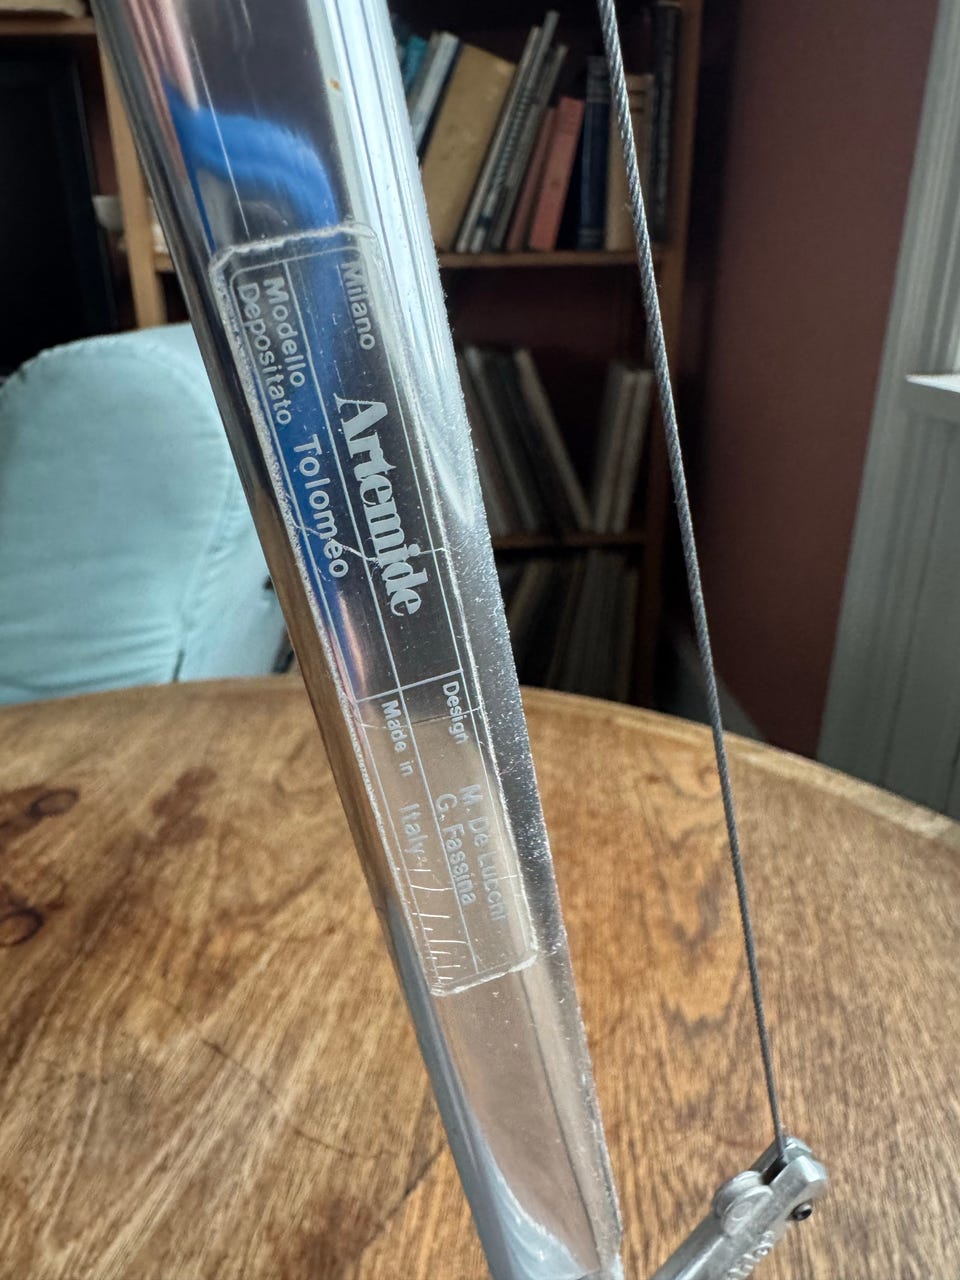 Milano
Artemide
Modello
Depositato
Tolomeo
Design
M. De Lucchi
G. Fassina
Made in Italy